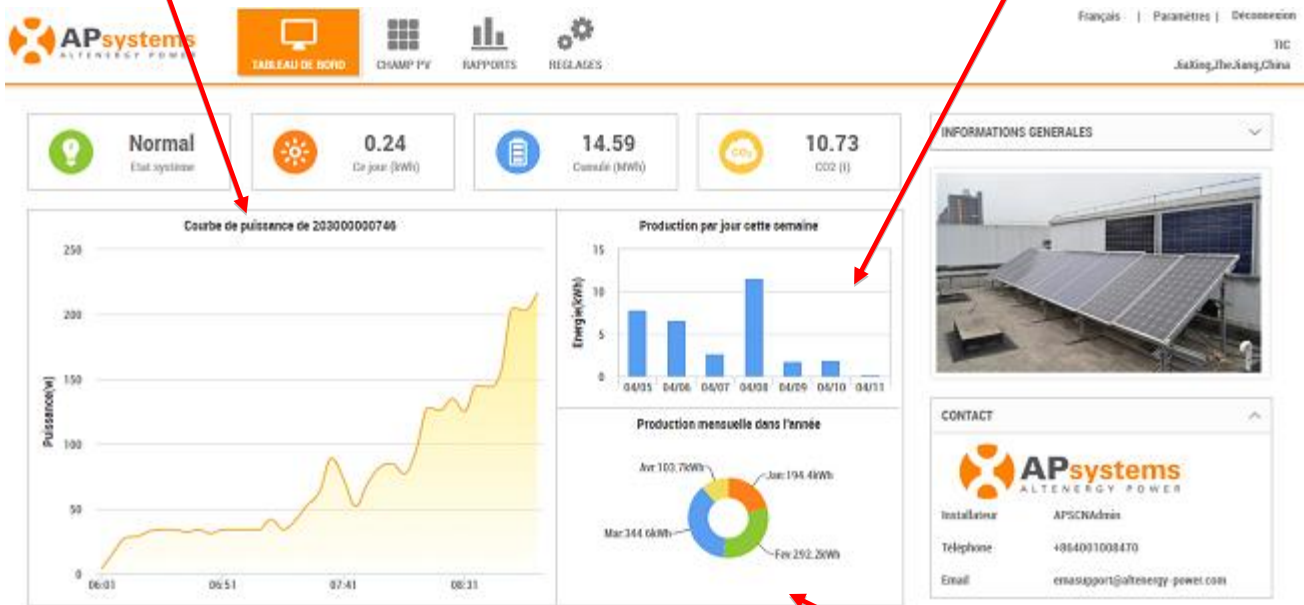 Français | Paramètres | Déconnexion
APsystems
ALTENERGY POWER
TABLEAU DE BORD
CHAMP PV
RAPPORTS
REGLAGES
TIC
JiaXing,ZheJiang,China
Normal
Etat système
0.24
Ce jour (kWh)
14.59
Cumulé (MWh)
CO₂
10.73
CO2 (t)
INFORMATIONS GENERALES
Courbe de puissance de 203000000746
250
200
150
100
50
0
Puissance(w)
06:01
06:51
07:41
08:31
Production par jour cette semaine
15
10
5
0
Energie(kWh)
04/05
04/06
04/07
04/08
04/09
04/10
04/11
Production mensuelle dans l'année
Avr:103.7kWh
Jan:194.4kWh
Mar:344.6kWh
Fev:292.2kWh
CONTACT
APsystems
ALTENERGY POWER
Installateur APSCNAdmin
Telephone +864001008470
Email emasupport@altenergy-power.com